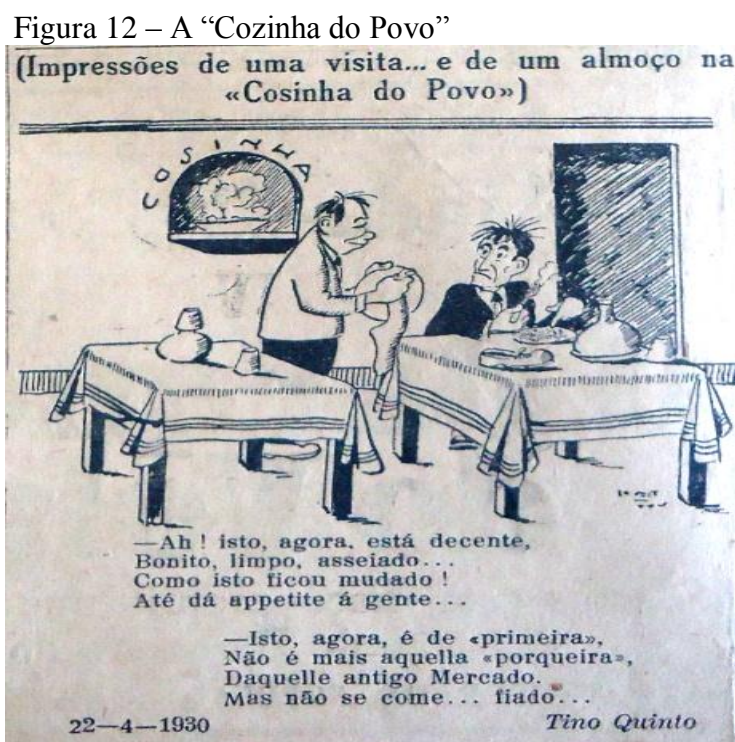 Figura 12 – A “Cozinha do Povo”
(Impressões de uma visita... e de um almoço na
«Cosinha do Povo»)
COSINHA
—Ah ! isto, agora, está decente,
Bonito, limpo, asseiado...
Como isto ficou mudado !
Até dá appetite á gente...
—Isto, agora, é de «primeira»,
Não é mais aquella «porqueira»,
Daquelle antigo Mercado.
Mas não se come... fiado...
22—4—1930 Tino Quinto